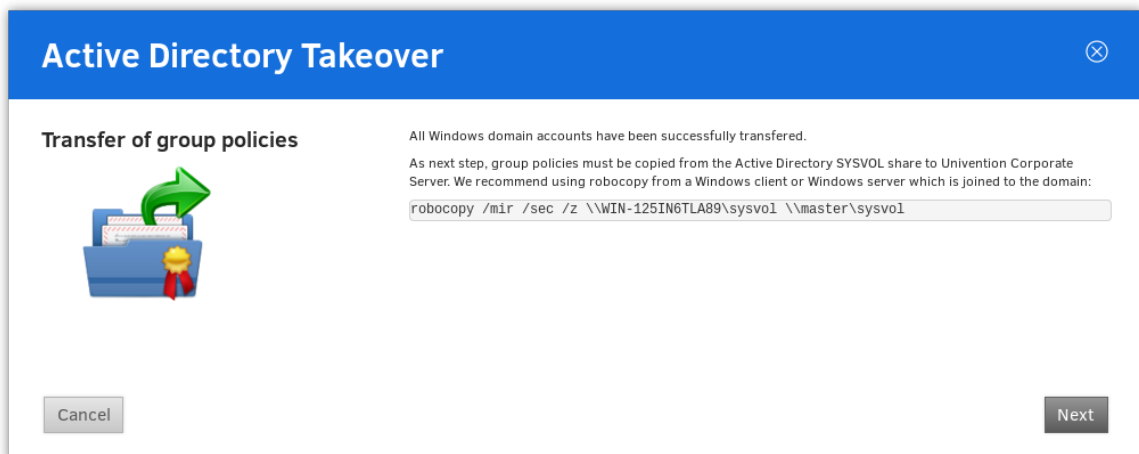 Active Directory Takeover
Transfer of group policies
All Windows domain accounts have been successfully transfered.
As next step, group policies must be copied from the Active Directory SYSVOL share to Univention Corporate
Server. We recommend using robocopy from a Windows client or Windows server which is joined to the domain:
robocopy /mir /sec /z \\WIN-125IN6TLA89\sysvol \\master\sysvol
Cancel
Next